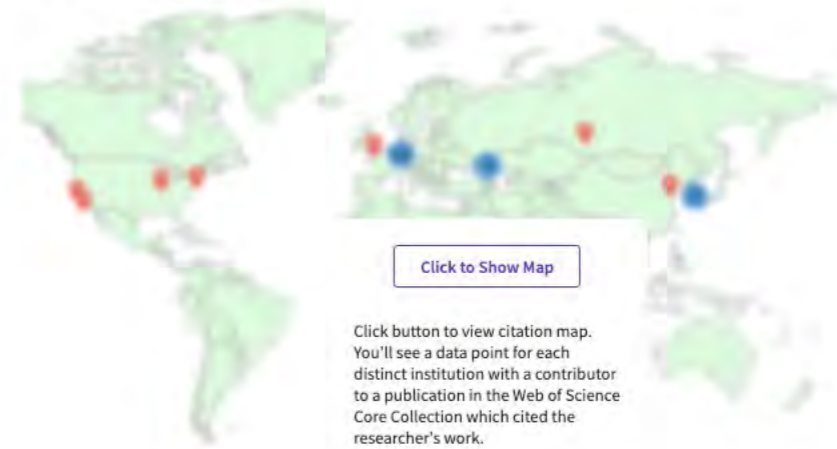 Click to Show Map
Click button to view citation map.
You'll see a data point for each
distinct institution with a contributor
to a publication in the Web of Science
Core Collection which cited the
researcher's work.